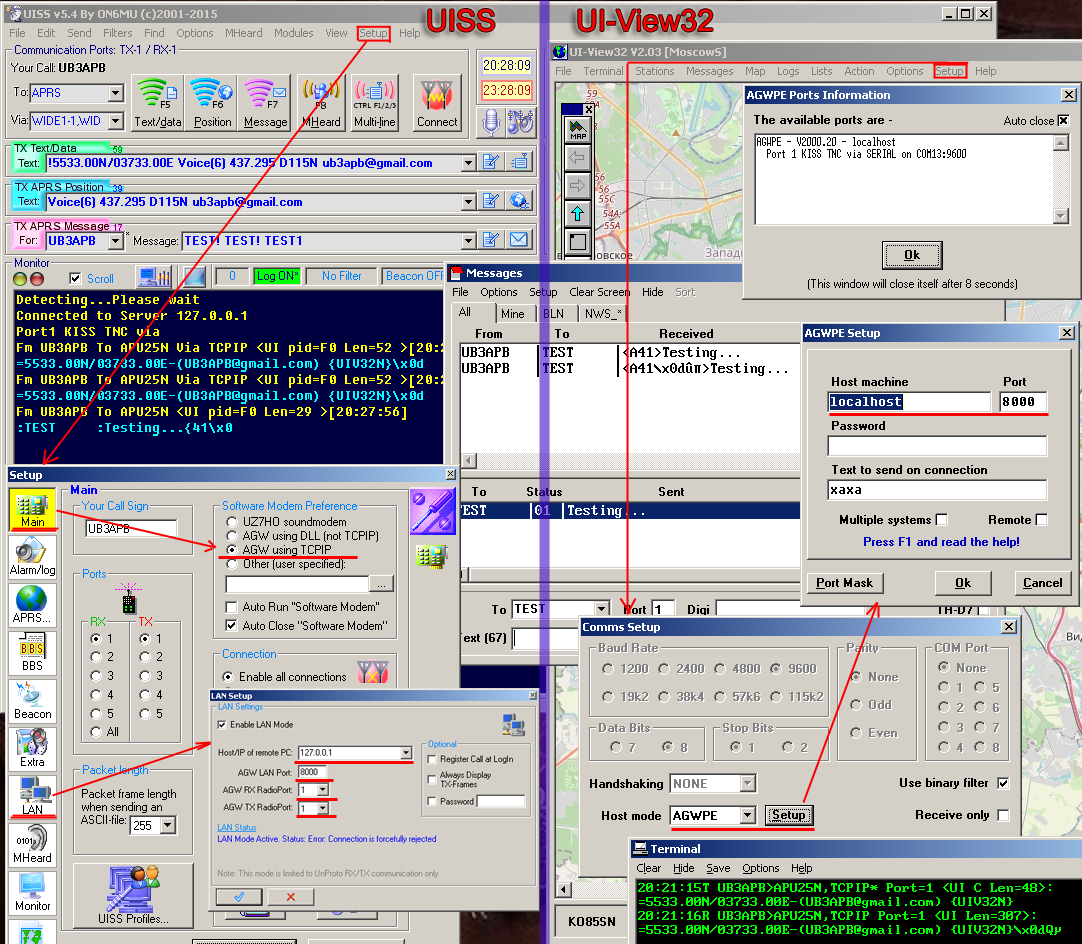 UISS v5.4 By ON6MU (c)2001-2015
UISS
File Edit Send Filters Find Options MHeard Modules View Setup Help
Communication Ports: TX-1 / RX-1
Your Call: UB3APB
To: APRS
Via: WIDE1-1,WID
F5
Text/data
F6
Position
F7
Message
F8
MHeard
CTRL F1/2/3
Multi-line
Connect
20:28:09
23:28:09
TX Text/Data 59
Text: !5533.00N/03733.00E Voice(6) 437.295 D115N ub3apb@gmail.com
TX APRS Position 39
Text: Voice(6) 437.295 D115N ub3apb@gmail.com
TX APRS Message 17
For: UB3APB * Message: TEST! TEST! TEST1
Monitor
Scroll
0
Log ON*
No Filter
Beacon OFF
Detecting...Please wait
Connected to Server 127.0.0.1
Port1 KISS TNC via
Fm UB3APB To APU25N Via TCPIP <UI pid=F0 Len=52 >[20:2
=5533.00N/03733.00E-(UB3APB@gmail.com) {UIV32N}\x0d
Fm UB3APB To APU25N Via TCPIP <UI pid=F0 Len=52 >[20:2
=5533.00N/03733.00E-(UB3APB@gmail.com) {UIV32N}\x0d
Fm UB3APB To APU25N <UI pid=F0 Len=29 >[20:27:56]
:TEST :Testing...{41\x0
Setup
Main
Alarm/log
APRS...
BBS
Beacon
Extra
LAN
MHeard
Monitor
Main
Your Call Sign
UB3APB
Ports
RX TX
1 1
2 2
3 3
4 4
5 5
All
Packet length
Packet frame length
when sending an
ASCII-file: 255
UISS Profiles...
Software Modem Preference
UZ7HO soundmodem
AGW using DLL (not TCPIP)
AGW using TCPIP
Other (user specified):
...
Auto Run "Software Modem"
Auto Close "Software Modem"
Connection
Enable all connections
LAN Setup
LAN Settings
Enable LAN Mode
Host/IP of remote PC: 127.0.0.1
AGW LAN Port: 8000
AGW RX RadioPort: 1
AGW TX RadioPort: 1
Optional
Register Call at LogIn
Always Display
TX-Frames
Password
LAN Status
LAN Mode Active. Status: Error: Connection is forcefully rejected
Note: This mode is limited to UnProto RX/TX communication only
UI-View32
UI-View32 V2.03 [MoscowS]
File Terminal Stations Messages Map Logs Lists Action Options Setup Help
MAP
59
56
55C
54A;
55A
Запад
AGWPE Ports Information
The available ports are -
Auto close
AGWPE - V2000.20 - localhost
Port 1 KISS TNC via SERIAL on COM13:9600
Ok
(This window will close itself after 8 seconds)
Messages
File Options Setup Clear Screen Hide Sort
All Mine BLN NWS_*
From To Received
UB3APB TEST <A41>Testing...
UB3APB TEST <A41\x0dûπ>Testing...
To Status Sent
EST 01 Testing...
To TEST Port 1 Digi
TH-D7
ext (67)
AGWPE Setup
Host machine Port
localhost 8000
Password
Text to send on connection
xaxa
Multiple systems
Remote
Press F1 and read the help!
Port Mask Ok Cancel
Comms Setup
Baud Rate
1200 2400 4800 9600
19k2 38k4 57k6 115k2
Parity
None
Odd
Even
COM Port
None
1 5
2 6
3 7
4 8
Data Bits
7 8
Stop Bits
1 2
Handshaking NONE
Use binary filter
Host mode AGWPE Setup
Receive only
Terminal
Clear Hide Save Options Help
20:21:15T UB3APB>APU25N,TCPIP* Port=1 <UI C Len=48>:
=5533.00N/03733.00E-(UB3APB@gmail.com) {UIV32N}
20:21:16R UB3APB>APU25N,TCPIP Port=1 <UI Len=307>:
=5533.00N/03733.00E-(UB3APB@gmail.com) {UIV32N}\x0dQµ
KO85SN